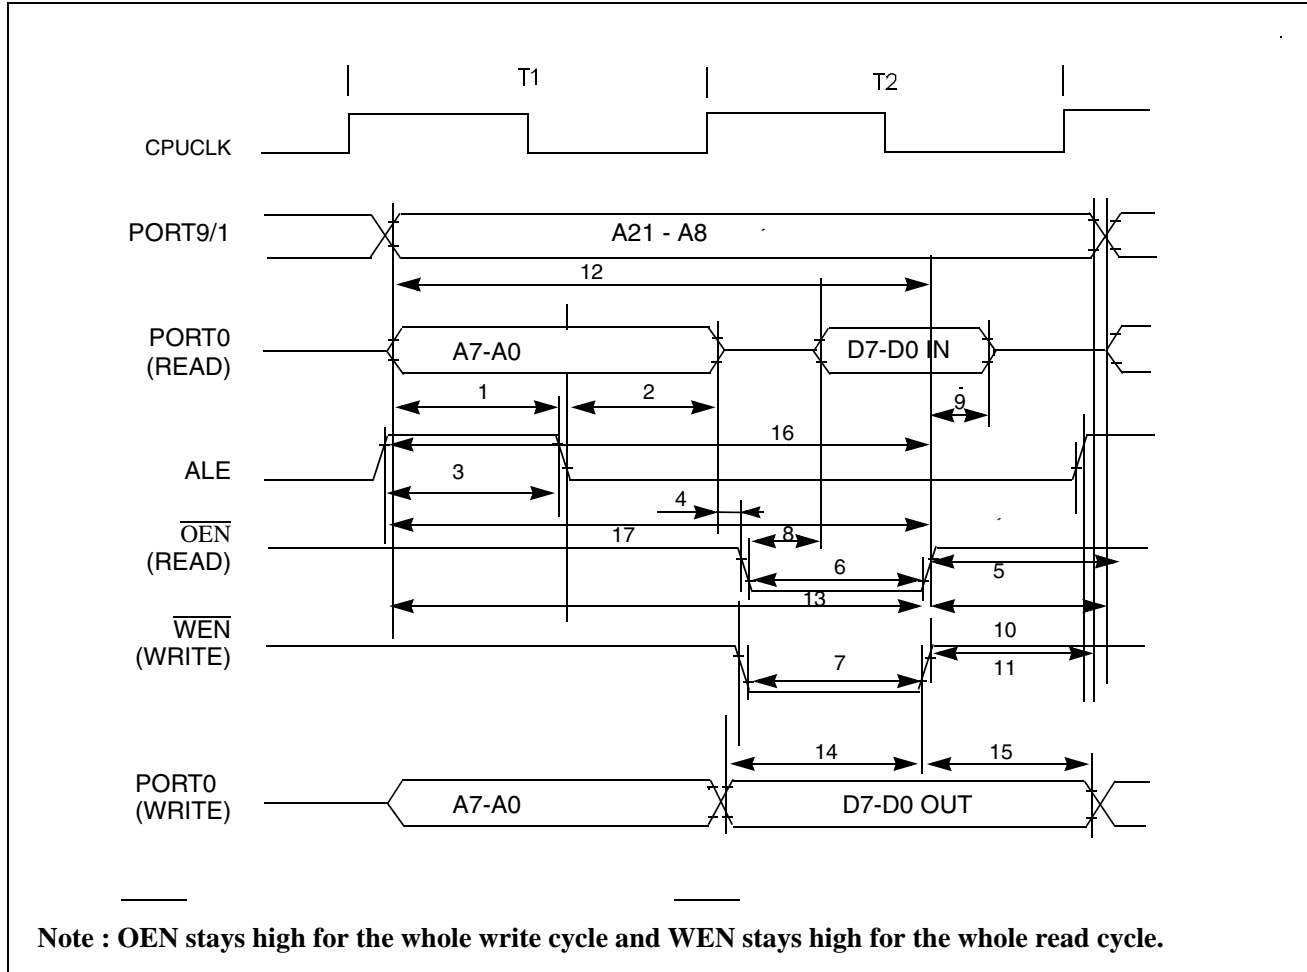 T1 T2
CPUCLK
PORT9/1 A21 - A8
12
PORT0
(READ) A7-A0 D7-D0 IN
1 2 9
16
ALE
3
4
OEN
(READ) 17 8
6 5
13
WEN
(WRITE) 10
7 11
14 15
PORT0
(WRITE) A7-A0 D7-D0 OUT
Note : OEN stays high for the whole write cycle and WEN stays high for the whole read cycle.